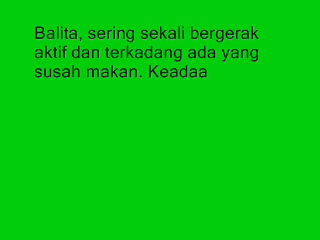 Balita, sering sekali bergerak
aktif dan terkadang ada yang
susah makan. Keadaa